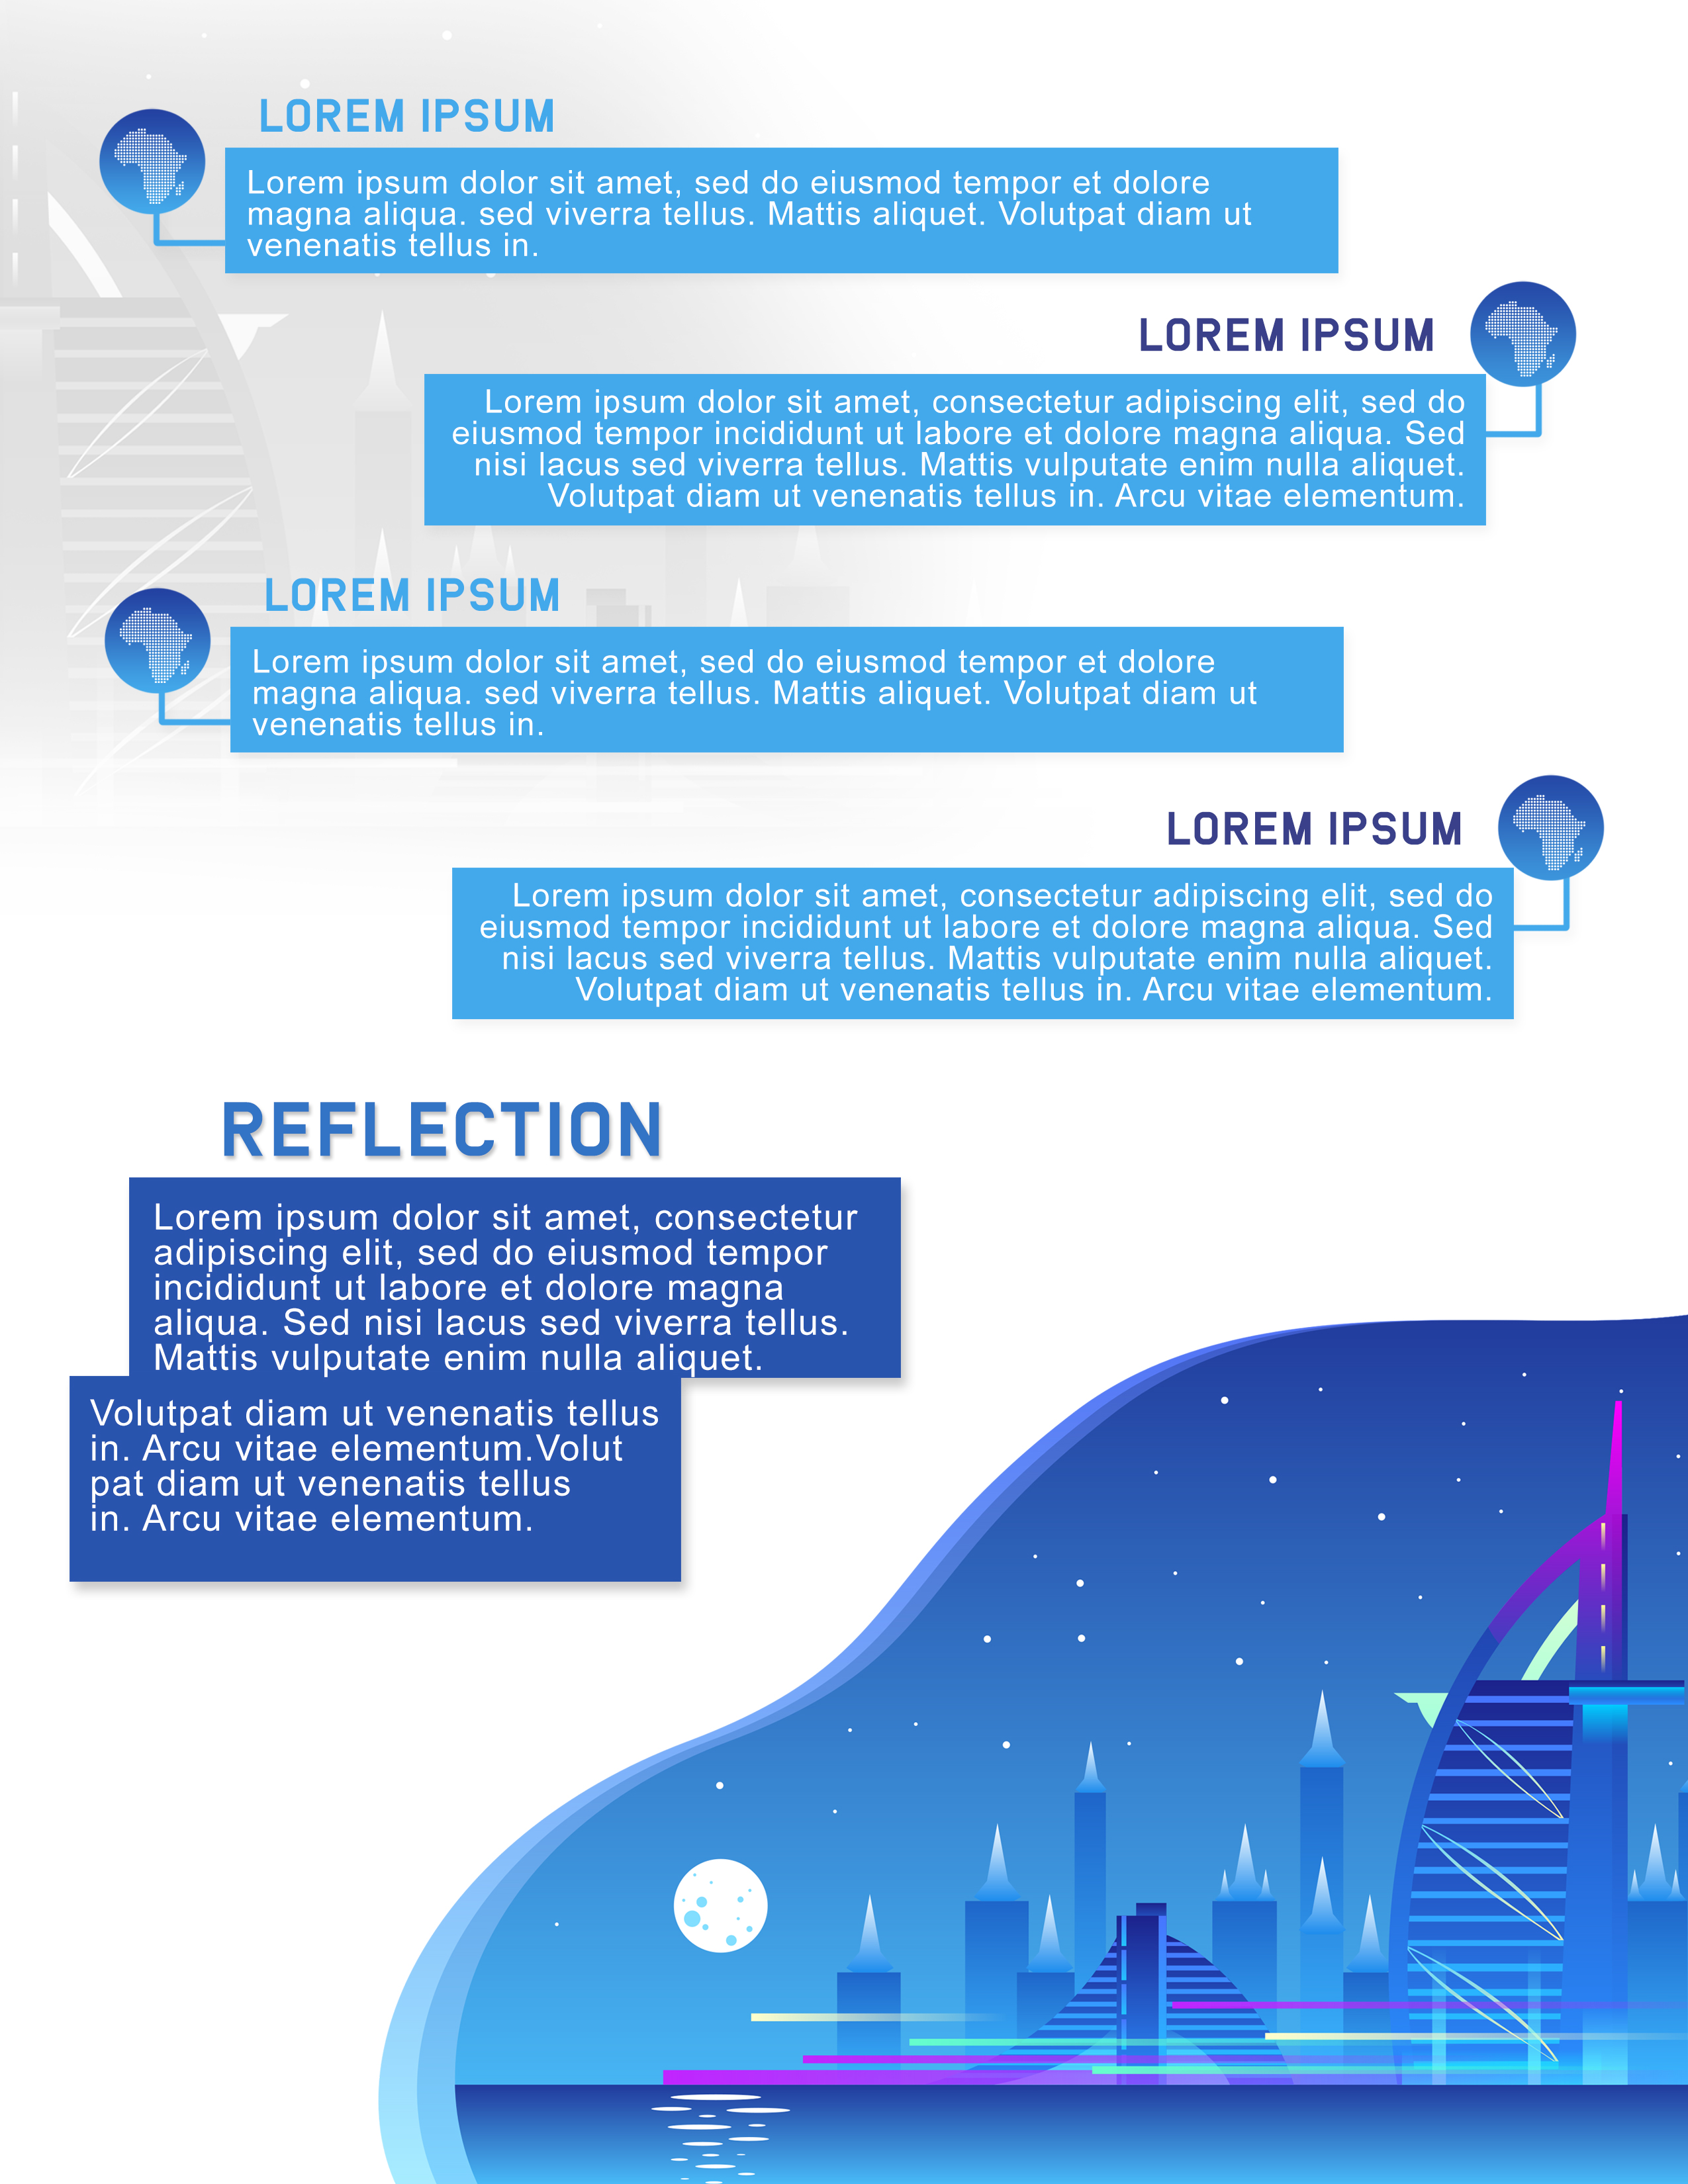 LOREM IPSUM
Lorem ipsum dolor sit amet, sed do eiusmod tempor et dolore
magna aliqua. sed viverra tellus. Mattis aliquet. Volutpat diam ut
venenatis tellus in.
LOREM IPSUM
Lorem ipsum dolor sit amet, consectetur adipiscing elit, sed do
eiusmod tempor incididunt ut labore et dolore magna aliqua. Sed
nisi lacus sed viverra tellus. Mattis vulputate enim nulla aliquet.
Volutpat diam ut venenatis tellus in. Arcu vitae elementum.
LOREM IPSUM
Lorem ipsum dolor sit amet, sed do eiusmod tempor et dolore
magna aliqua. sed viverra tellus. Mattis aliquet. Volutpat diam ut
venenatis tellus in.
LOREM IPSUM
Lorem ipsum dolor sit amet, consectetur adipiscing elit, sed do
eiusmod tempor incididunt ut labore et dolore magna aliqua. Sed
nisi lacus sed viverra tellus. Mattis vulputate enim nulla aliquet.
Volutpat diam ut venenatis tellus in. Arcu vitae elementum.
REFLECTION
Lorem ipsum dolor sit amet, consectetur
adipiscing elit, sed do eiusmod tempor
incididunt ut labore et dolore magna
aliqua. Sed nisi lacus sed viverra tellus.
Mattis vulputate enim nulla aliquet.
Volutpat diam ut venenatis tellus
in. Arcu vitae elementum.Volut
pat diam ut venenatis tellus
in. Arcu vitae elementum.